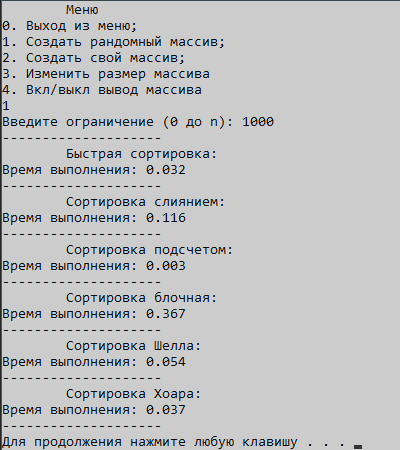 Меню
0. Выход из меню;
1. Создать рандомный массив;
2. Создать свой массив;
3. Изменить размер массива
4. Вкл/выкл вывод массива
1
Введите ограничение (0 до n): 1000
--------------------
Быстрая сортировка:
Время выполнения: 0.032
--------------------
Сортировка слиянием:
Время выполнения: 0.116
--------------------
Сортировка подсчетом:
Время выполнения: 0.003
--------------------
Сортировка блочная:
Время выполнения: 0.367
--------------------
Сортировка Шелла:
Время выполнения: 0.054
--------------------
Сортировка Хоара:
Время выполнения: 0.037
--------------------
Для продолжения нажмите любую клавишу . . .